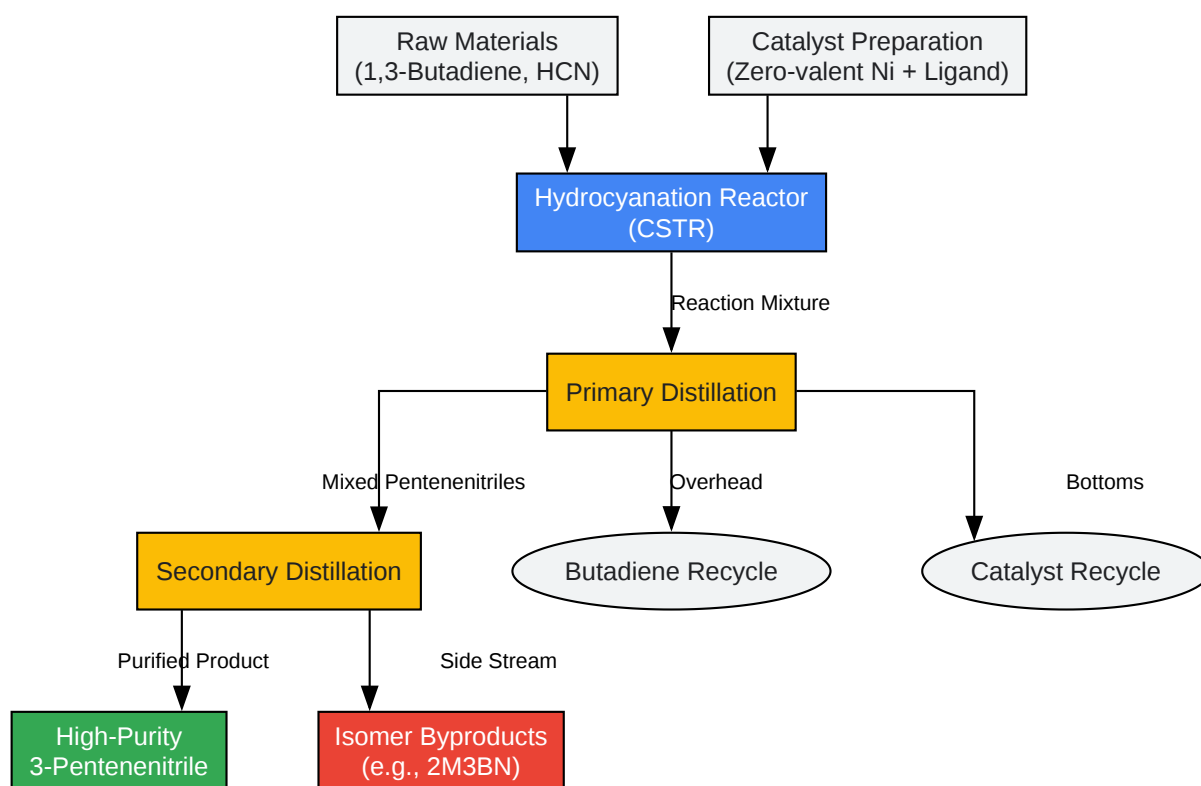 Raw Materials
(1,3-Butadiene, HCN)
Catalyst Preparation
(Zero-valent Ni + Ligand)
Hydrocyanation Reactor
(CSTR)
Reaction Mixture
Primary Distillation
Mixed Pentenenitriles
Overhead
Bottoms
Secondary Distillation
Butadiene Recycle
Catalyst Recycle
Purified Product
Side Stream
High-Purity
3-Pentenenitrile
Isomer Byproducts
(e.g., 2M3BN)